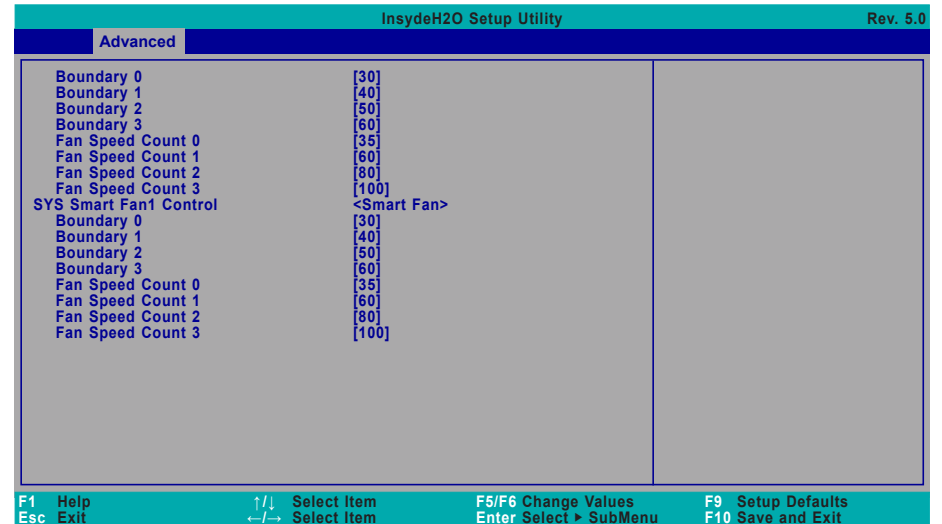 InsydeH2O Setup Utility Rev. 5.0
Advanced
Boundary 0 [30]
Boundary 1 [40]
Boundary 2 [50]
Boundary 3 [60]
Fan Speed Count 0 [35]
Fan Speed Count 1 [60]
Fan Speed Count 2 [80]
Fan Speed Count 3 [100]
SYS Smart Fan1 Control <Smart Fan>
Boundary 0 [30]
Boundary 1 [40]
Boundary 2 [50]
Boundary 3 [60]
Fan Speed Count 0 [35]
Fan Speed Count 1 [60]
Fan Speed Count 2 [80]
Fan Speed Count 3 [100]
F1 Help ↑/↓ Select Item F5/F6 Change Values F9 Setup Defaults
Esc Exit ←/→ Select Item Enter Select ▶ SubMenu F10 Save and Exit